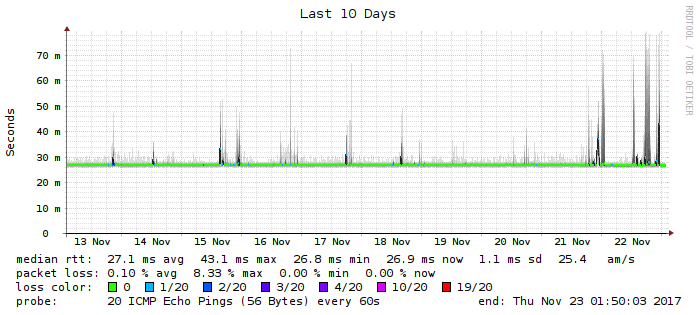 Last 10 Days
RRDTOOL / TOBI OETIKER
Seconds
70 m
60 m
50 m
40 m
30 m
20 m
10 m
0
13 Nov 14 Nov 15 Nov 16 Nov 17 Nov 18 Nov 19 Nov 20 Nov 21 Nov 22 Nov
median rtt: 27.1 ms avg 43.1 ms max 26.8 ms min 26.9 ms now 1.1 ms sd 25.4 am/s
packet loss: 0.10 % avg 8.33 % max 0.00 % min 0.00 % now
loss color: 0 1/20 2/20 3/20 4/20 10/20 19/20
probe: 20 ICMP Echo Pings (56 Bytes) every 60s end: Thu Nov 23 01:50:03 2017